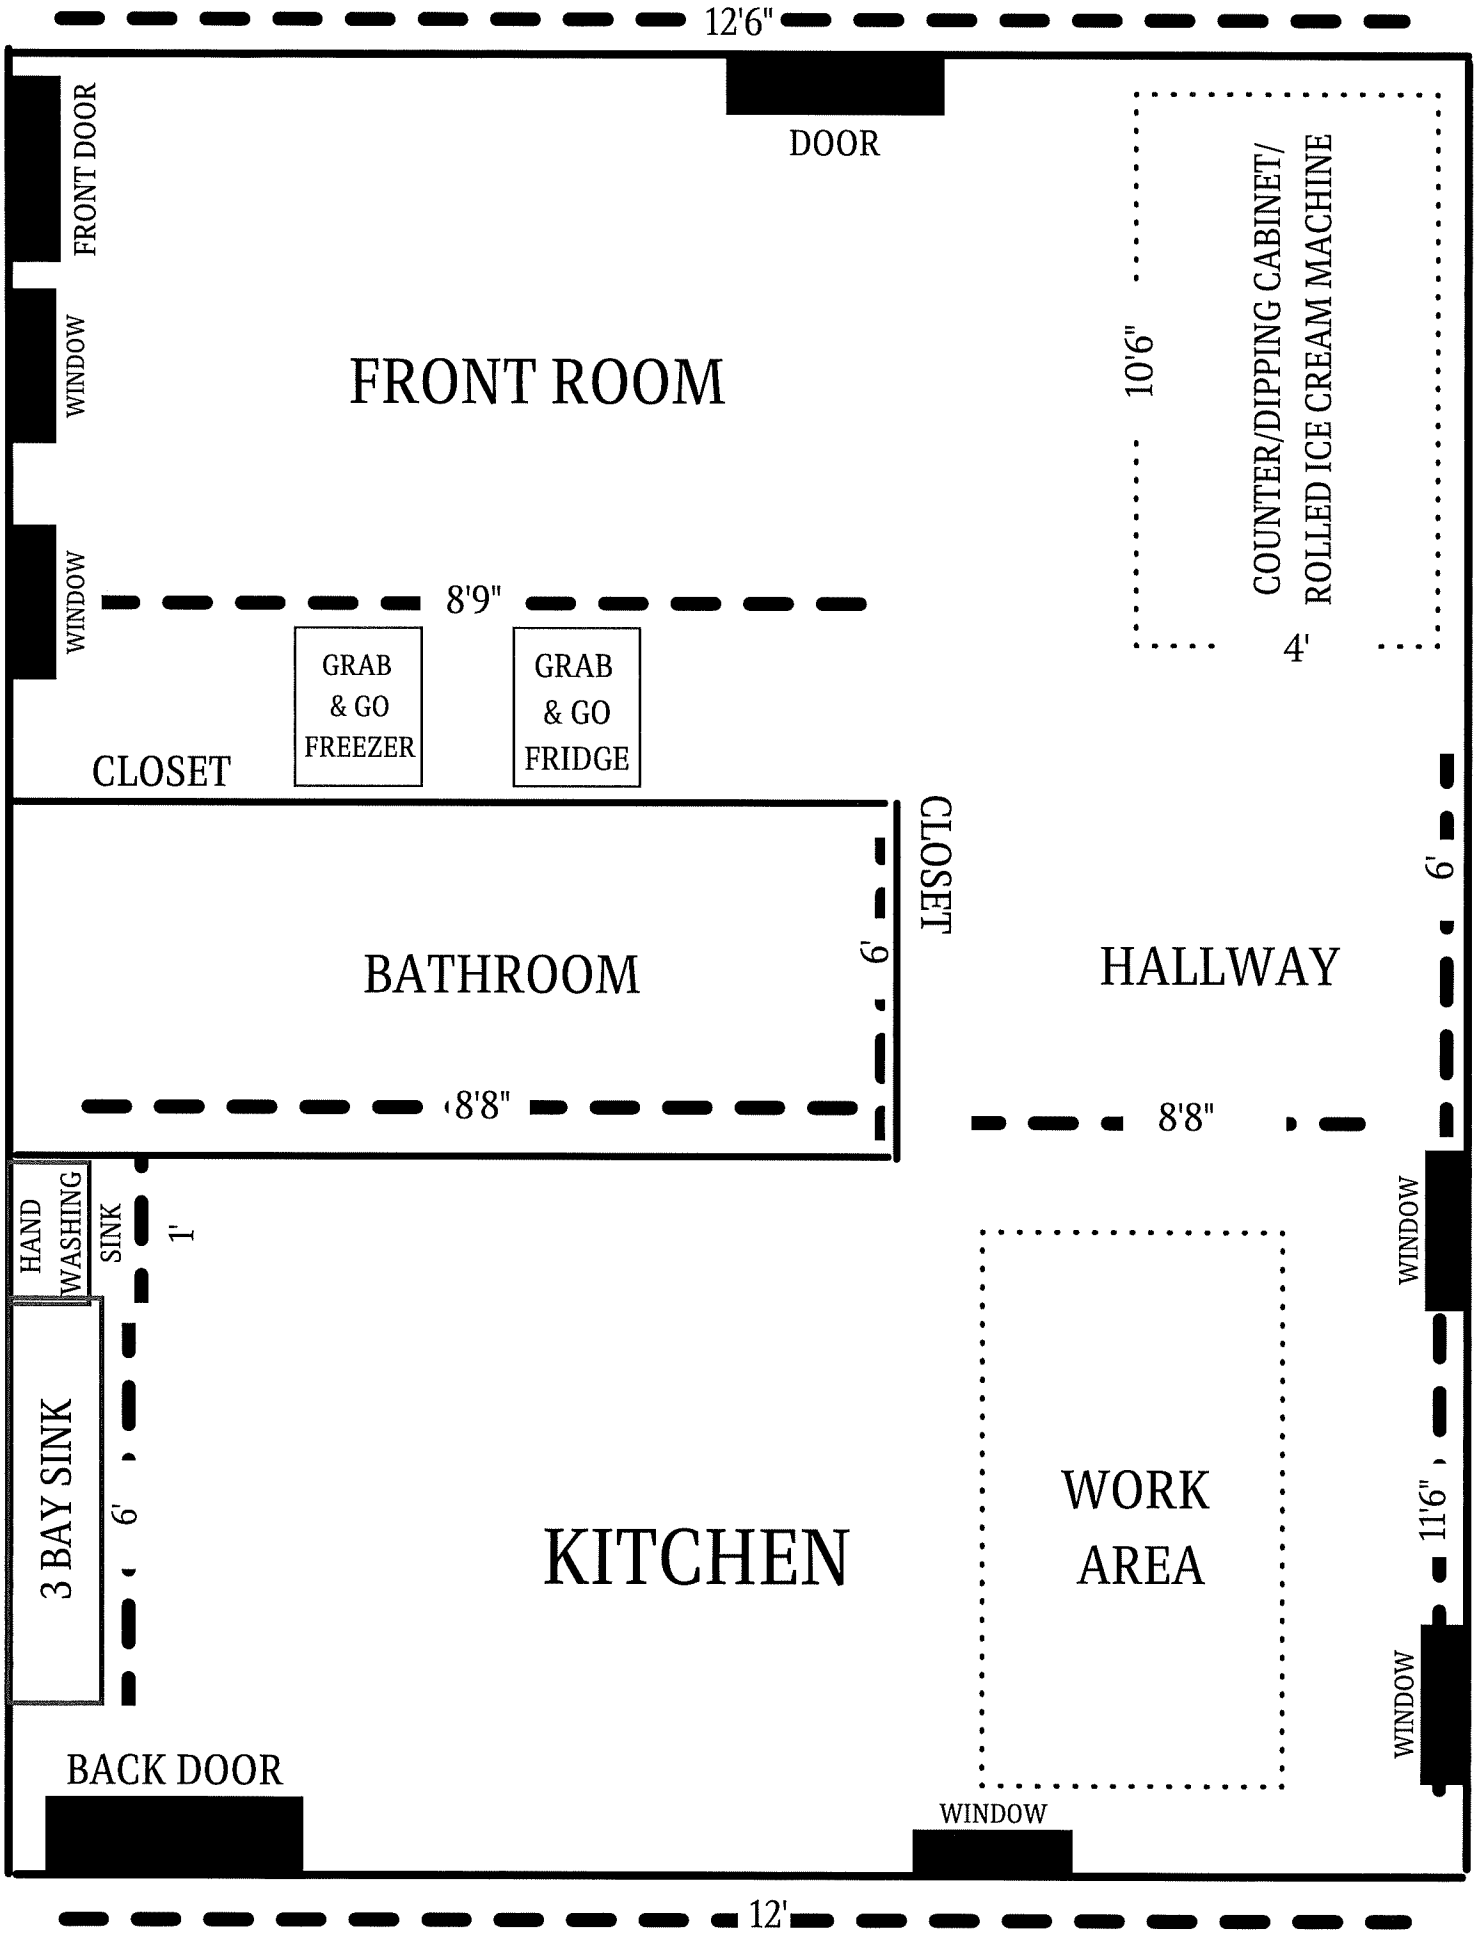 12'6"
FRONT DOOR
DOOR
COUNTER/DIPPING CABINET/
ROLLED ICE CREAM MACHINE
WINDOW
10'6"
FRONT ROOM
WINDOW
8'9"
4'
GRAB
& GO
FREEZER
GRAB
& GO
FRIDGE
CLOSET
CLOSET
6'
6'
BATHROOM
HALLWAY
8'8"
8'8"
HAND
WASHING
SINK
1'
WINDOW
3 BAY SINK
6'
WORK
AREA
11'6"
KITCHEN
WINDOW
BACK DOOR
WINDOW
12'